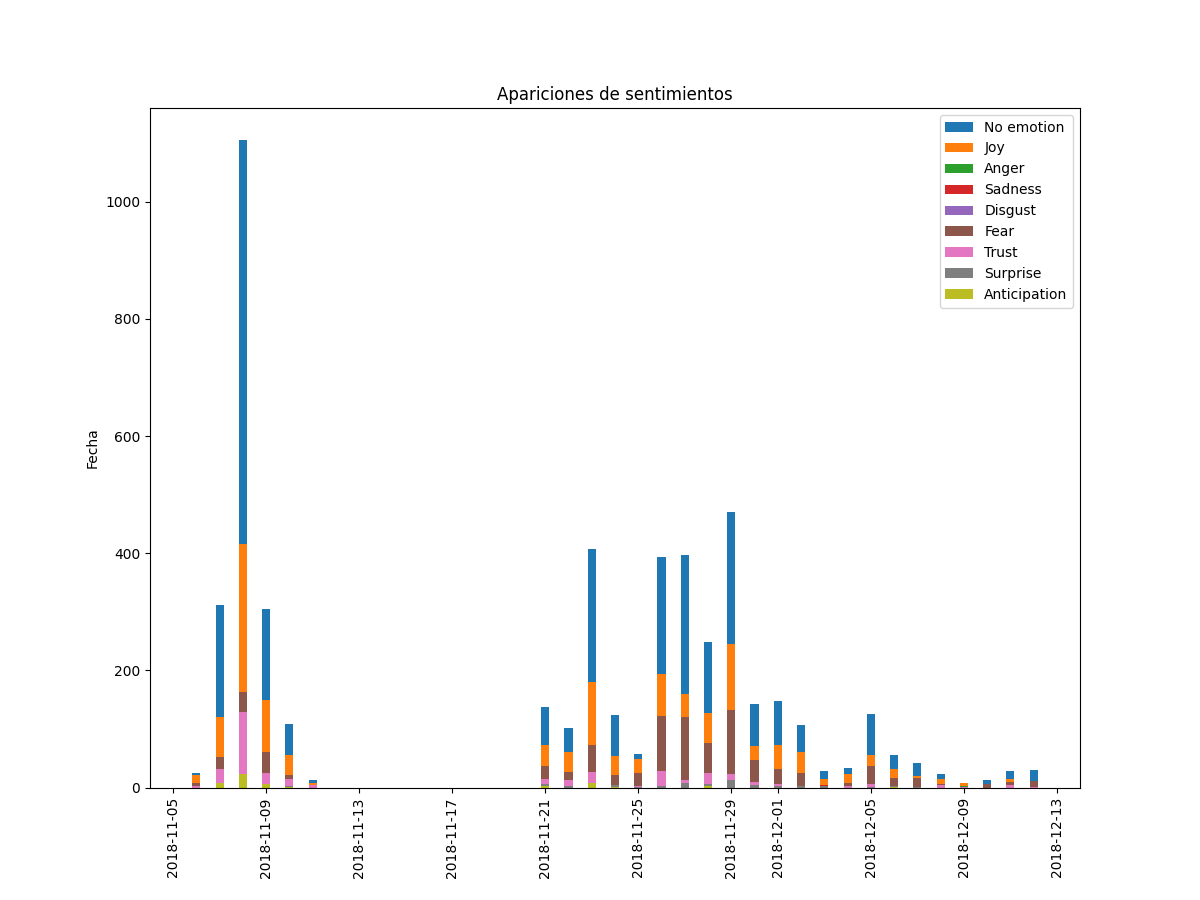 Apariciones de sentimientos
No emotion
Joy
Anger
Sadness
Disgust
Fear
Trust
Surprise
Anticipation
1000
800
600
400
200
0
Fecha
2018-11-05
2018-11-09
2018-11-13
2018-11-17
2018-11-21
2018-11-25
2018-11-29
2018-12-01
2018-12-05
2018-12-09
2018-12-13